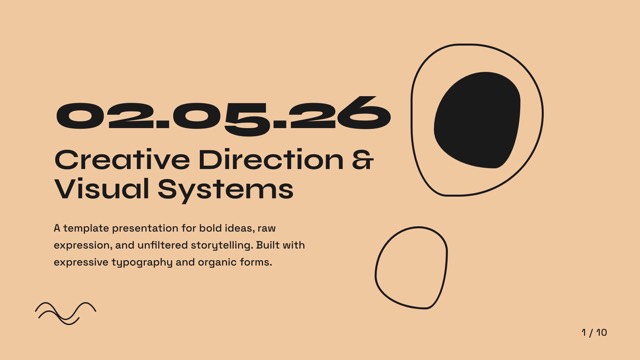 02.05.26
Creative Direction &
Visual Systems
A template presentation for bold ideas, raw
expression, and unfiltered storytelling. Built with
expressive typography and organic forms.
1 / 10